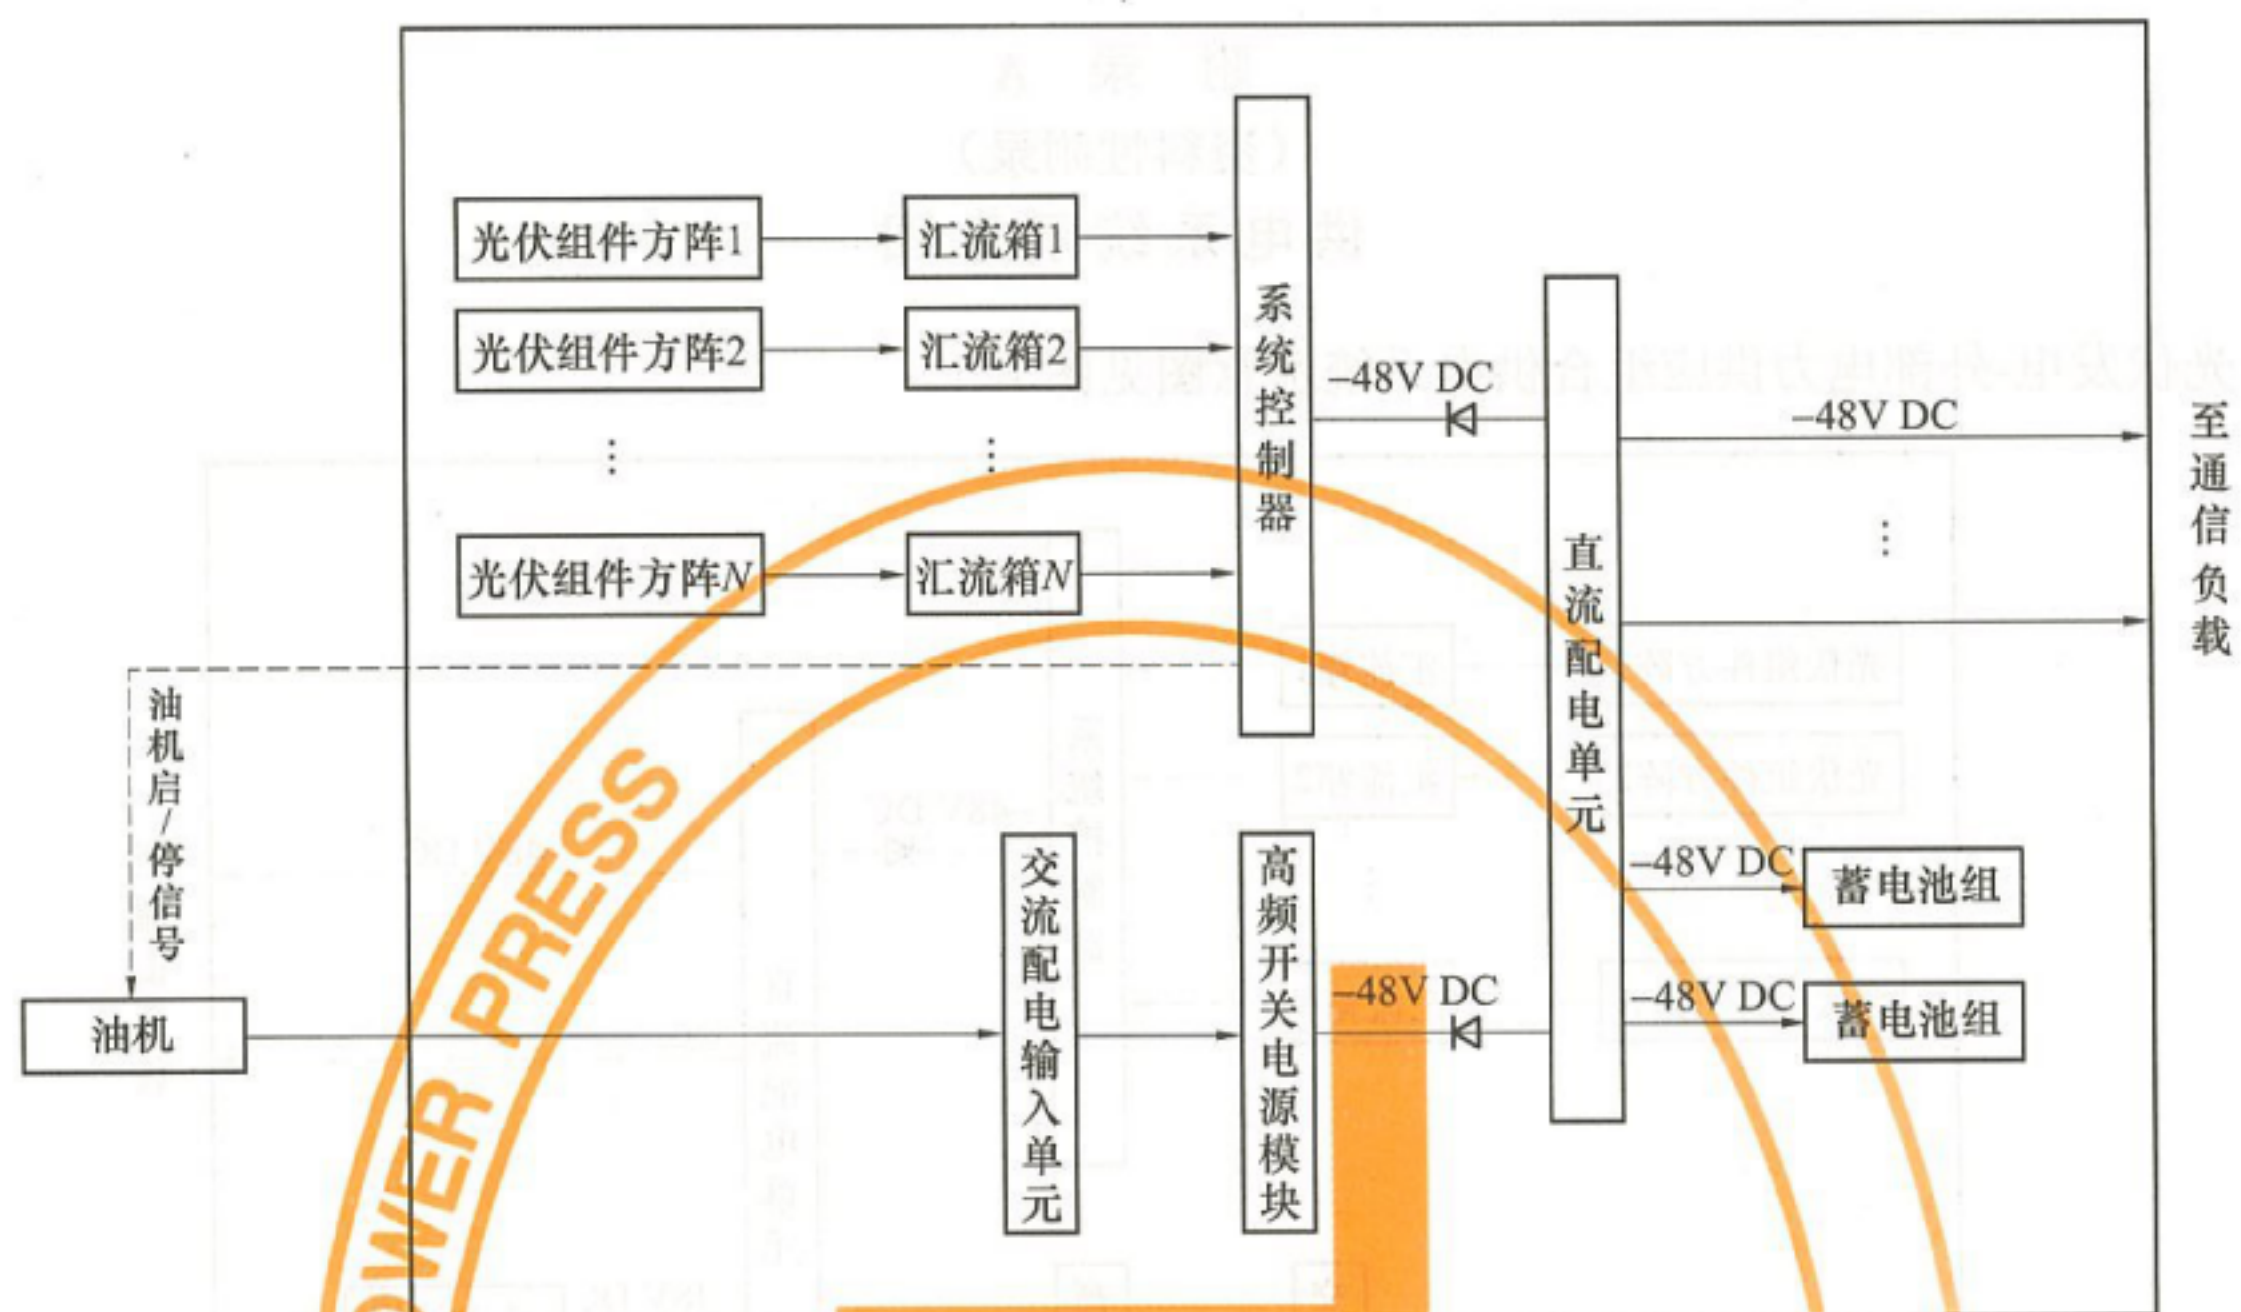 光伏组件方阵1
汇流箱1
光伏组件方阵2
汇流箱2
⋮
⋮
光伏组件方阵N
汇流箱N
系统控制器
–48V DC
直流配电单元
–48V DC
⋮
至通信负载
油机启/停信号
油机
交流配电输入单元
高频开关电源模块
–48V DC
–48V DC
蓄电池组
–48V DC
蓄电池组
POWER PRESS